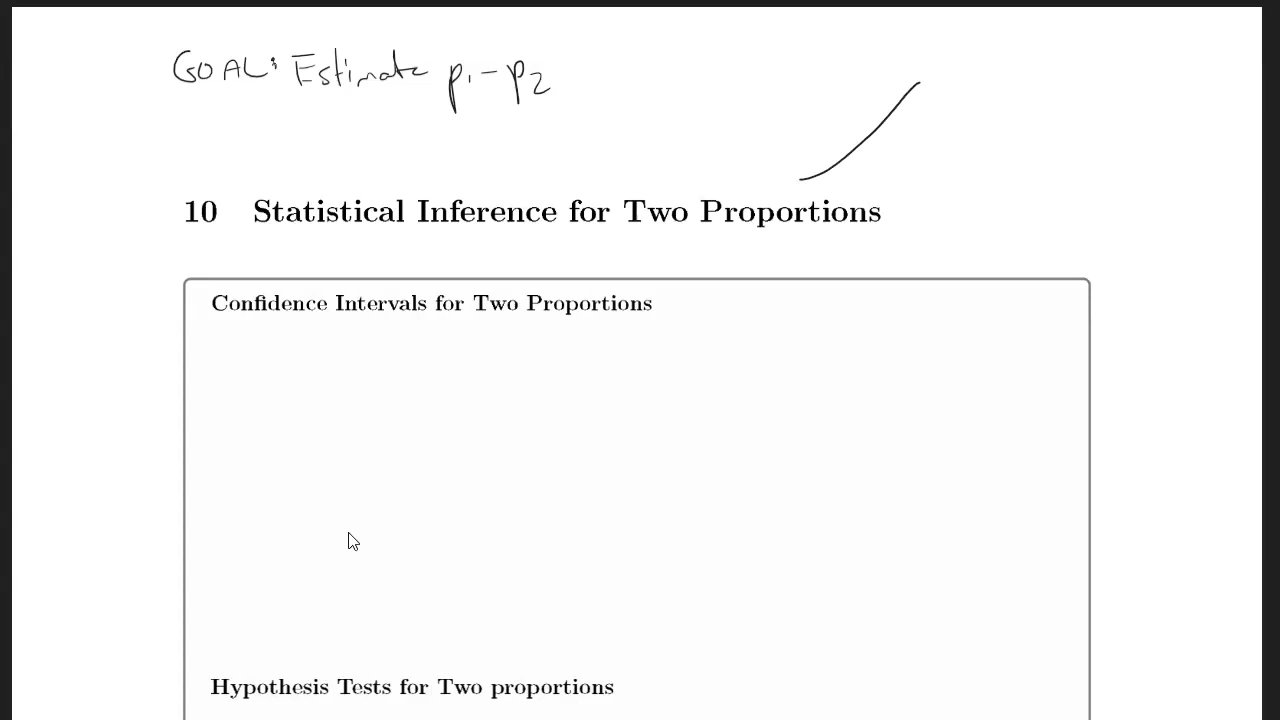 GOAL: Estimate p₁ - p₂
10 Statistical Inference for Two Proportions
Confidence Intervals for Two Proportions
Hypothesis Tests for Two proportions